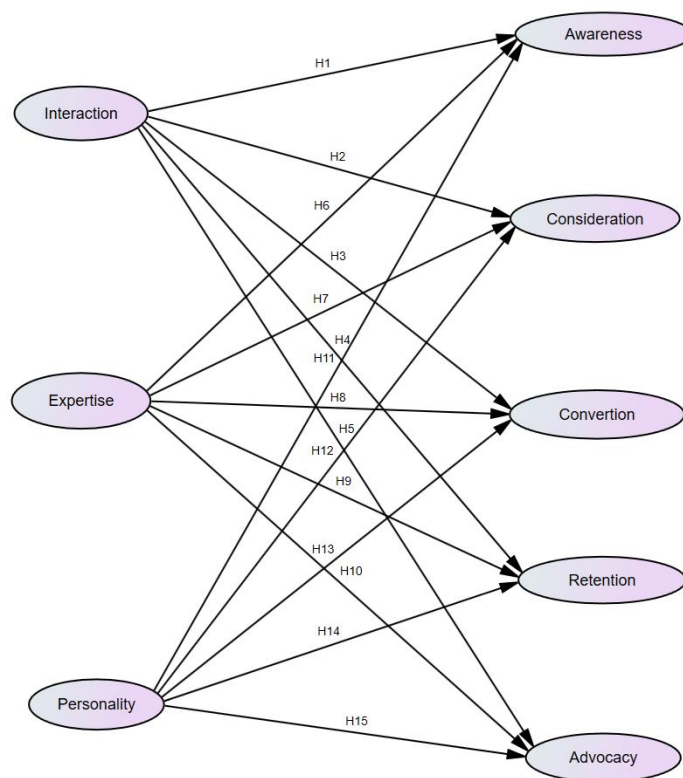 Awareness
H1
Interaction
H2
H6
Consideration
H3
H7
H4
H11
Expertise
H8
Convertion
H5
H12
H9
H13
H10
Retention
H14
Personality
H15
Advocacy